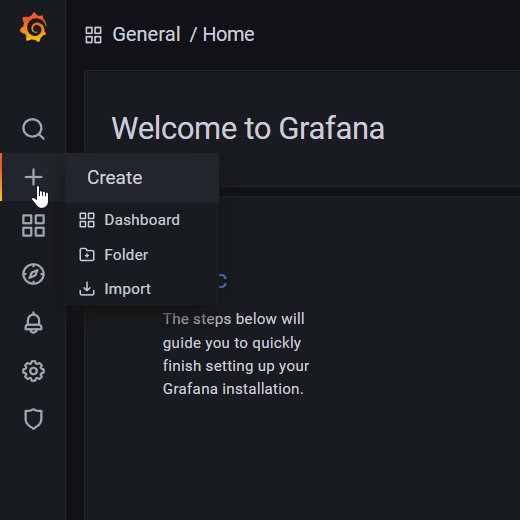 General / Home
Welcome to Grafana
Create
Dashboard
Folder
Import
The steps below will
guide you to quickly
finish setting up your
Grafana installation.